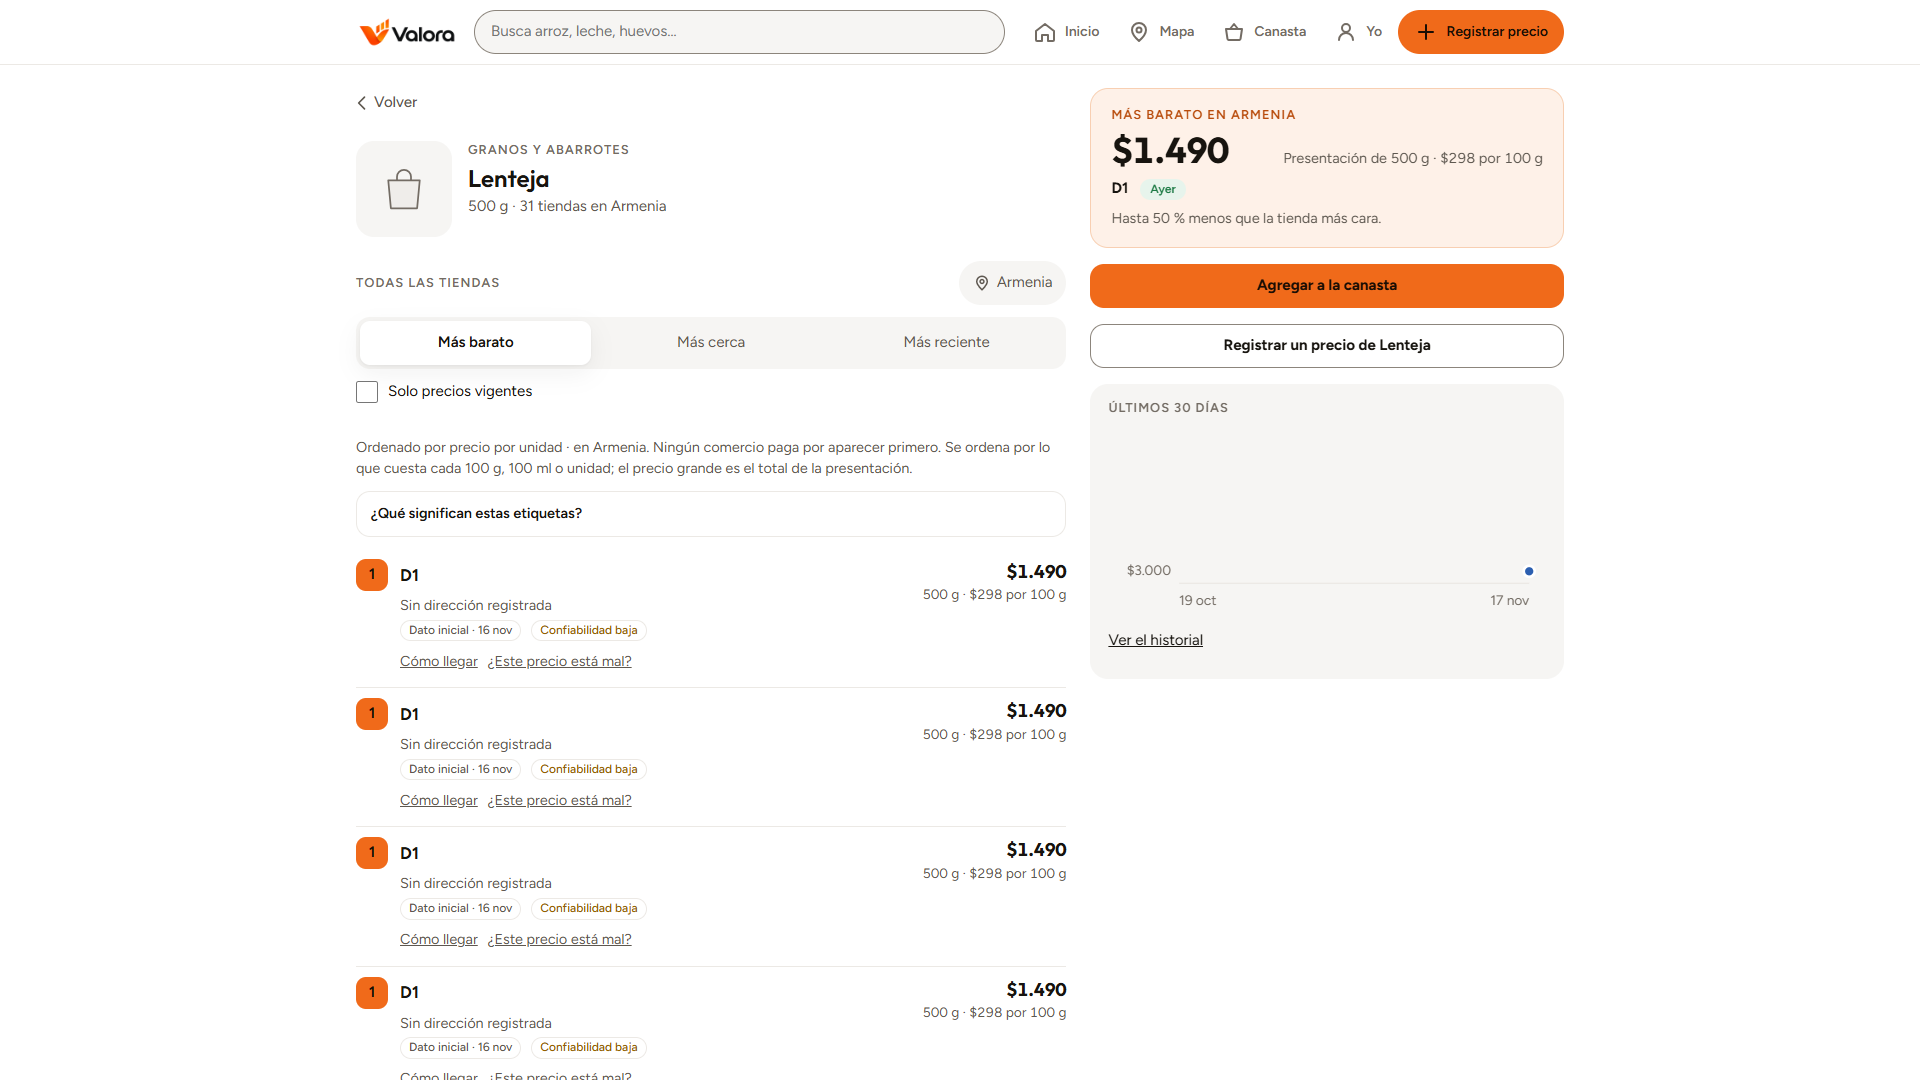 Valora
Busca arroz, leche, huevos...
Inicio
Mapa
Canasta
Yo
Registrar precio
Volver
GRANOS Y ABARROTES
Lenteja
500 g · 31 tiendas en Armenia
TODAS LAS TIENDAS
Armenia
Más barato
Más cerca
Más reciente
Solo precios vigentes
Ordenado por precio por unidad · en Armenia. Ningún comercio paga por aparecer primero. Se ordena por lo
que cuesta cada 100 g, 100 ml o unidad; el precio grande es el total de la presentación.
¿Qué significan estas etiquetas?
1 D1 $1.490
500 g · $298 por 100 g
Sin dirección registrada
Dato inicial · 16 nov Confiabilidad baja
Cómo llegar ¿Este precio está mal?
1 D1 $1.490
500 g · $298 por 100 g
Sin dirección registrada
Dato inicial · 16 nov Confiabilidad baja
Cómo llegar ¿Este precio está mal?
1 D1 $1.490
500 g · $298 por 100 g
Sin dirección registrada
Dato inicial · 16 nov Confiabilidad baja
Cómo llegar ¿Este precio está mal?
1 D1 $1.490
500 g · $298 por 100 g
Sin dirección registrada
Dato inicial · 16 nov Confiabilidad baja
Cómo llegar ¿Este precio está mal?
MÁS BARATO EN ARMENIA
$1.490 Presentación de 500 g · $298 por 100 g
D1 Ayer
Hasta 50 % menos que la tienda más cara.
Agregar a la canasta
Registrar un precio de Lenteja
ÚLTIMOS 30 DÍAS
$3.000
19 oct 17 nov
Ver el historial